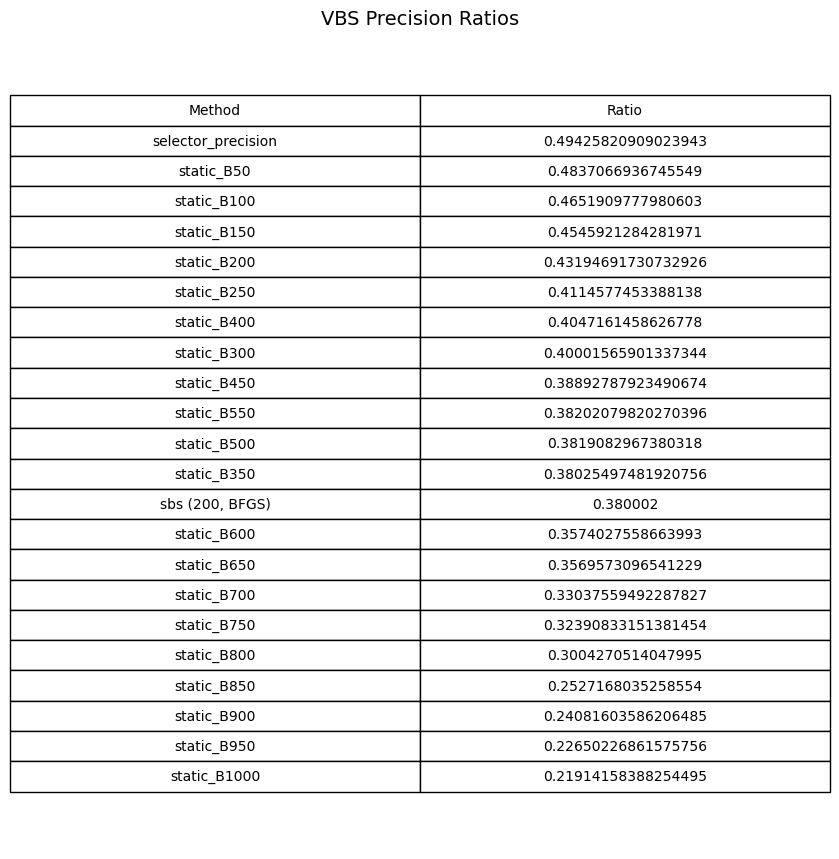 VBS Precision Ratios
Method Ratio
selector_precision 0.49425820909023943
static_B50 0.4837066936745549
static_B100 0.4651909777980603
static_B150 0.4545921284281971
static_B200 0.43194691730732926
static_B250 0.4114577453388138
static_B400 0.4047161458626778
static_B300 0.40001565901337344
static_B450 0.38892787923490674
static_B550 0.38202079820270396
static_B500 0.3819082967380318
static_B350 0.38025497481920756
sbs (200, BFGS) 0.380002
static_B600 0.3574027558663993
static_B650 0.3569573096541229
static_B700 0.33037559492287827
static_B750 0.32390833151381454
static_B800 0.3004270514047995
static_B850 0.2527168035258554
static_B900 0.24081603586206485
static_B950 0.22650226861575756
static_B1000 0.21914158388254495